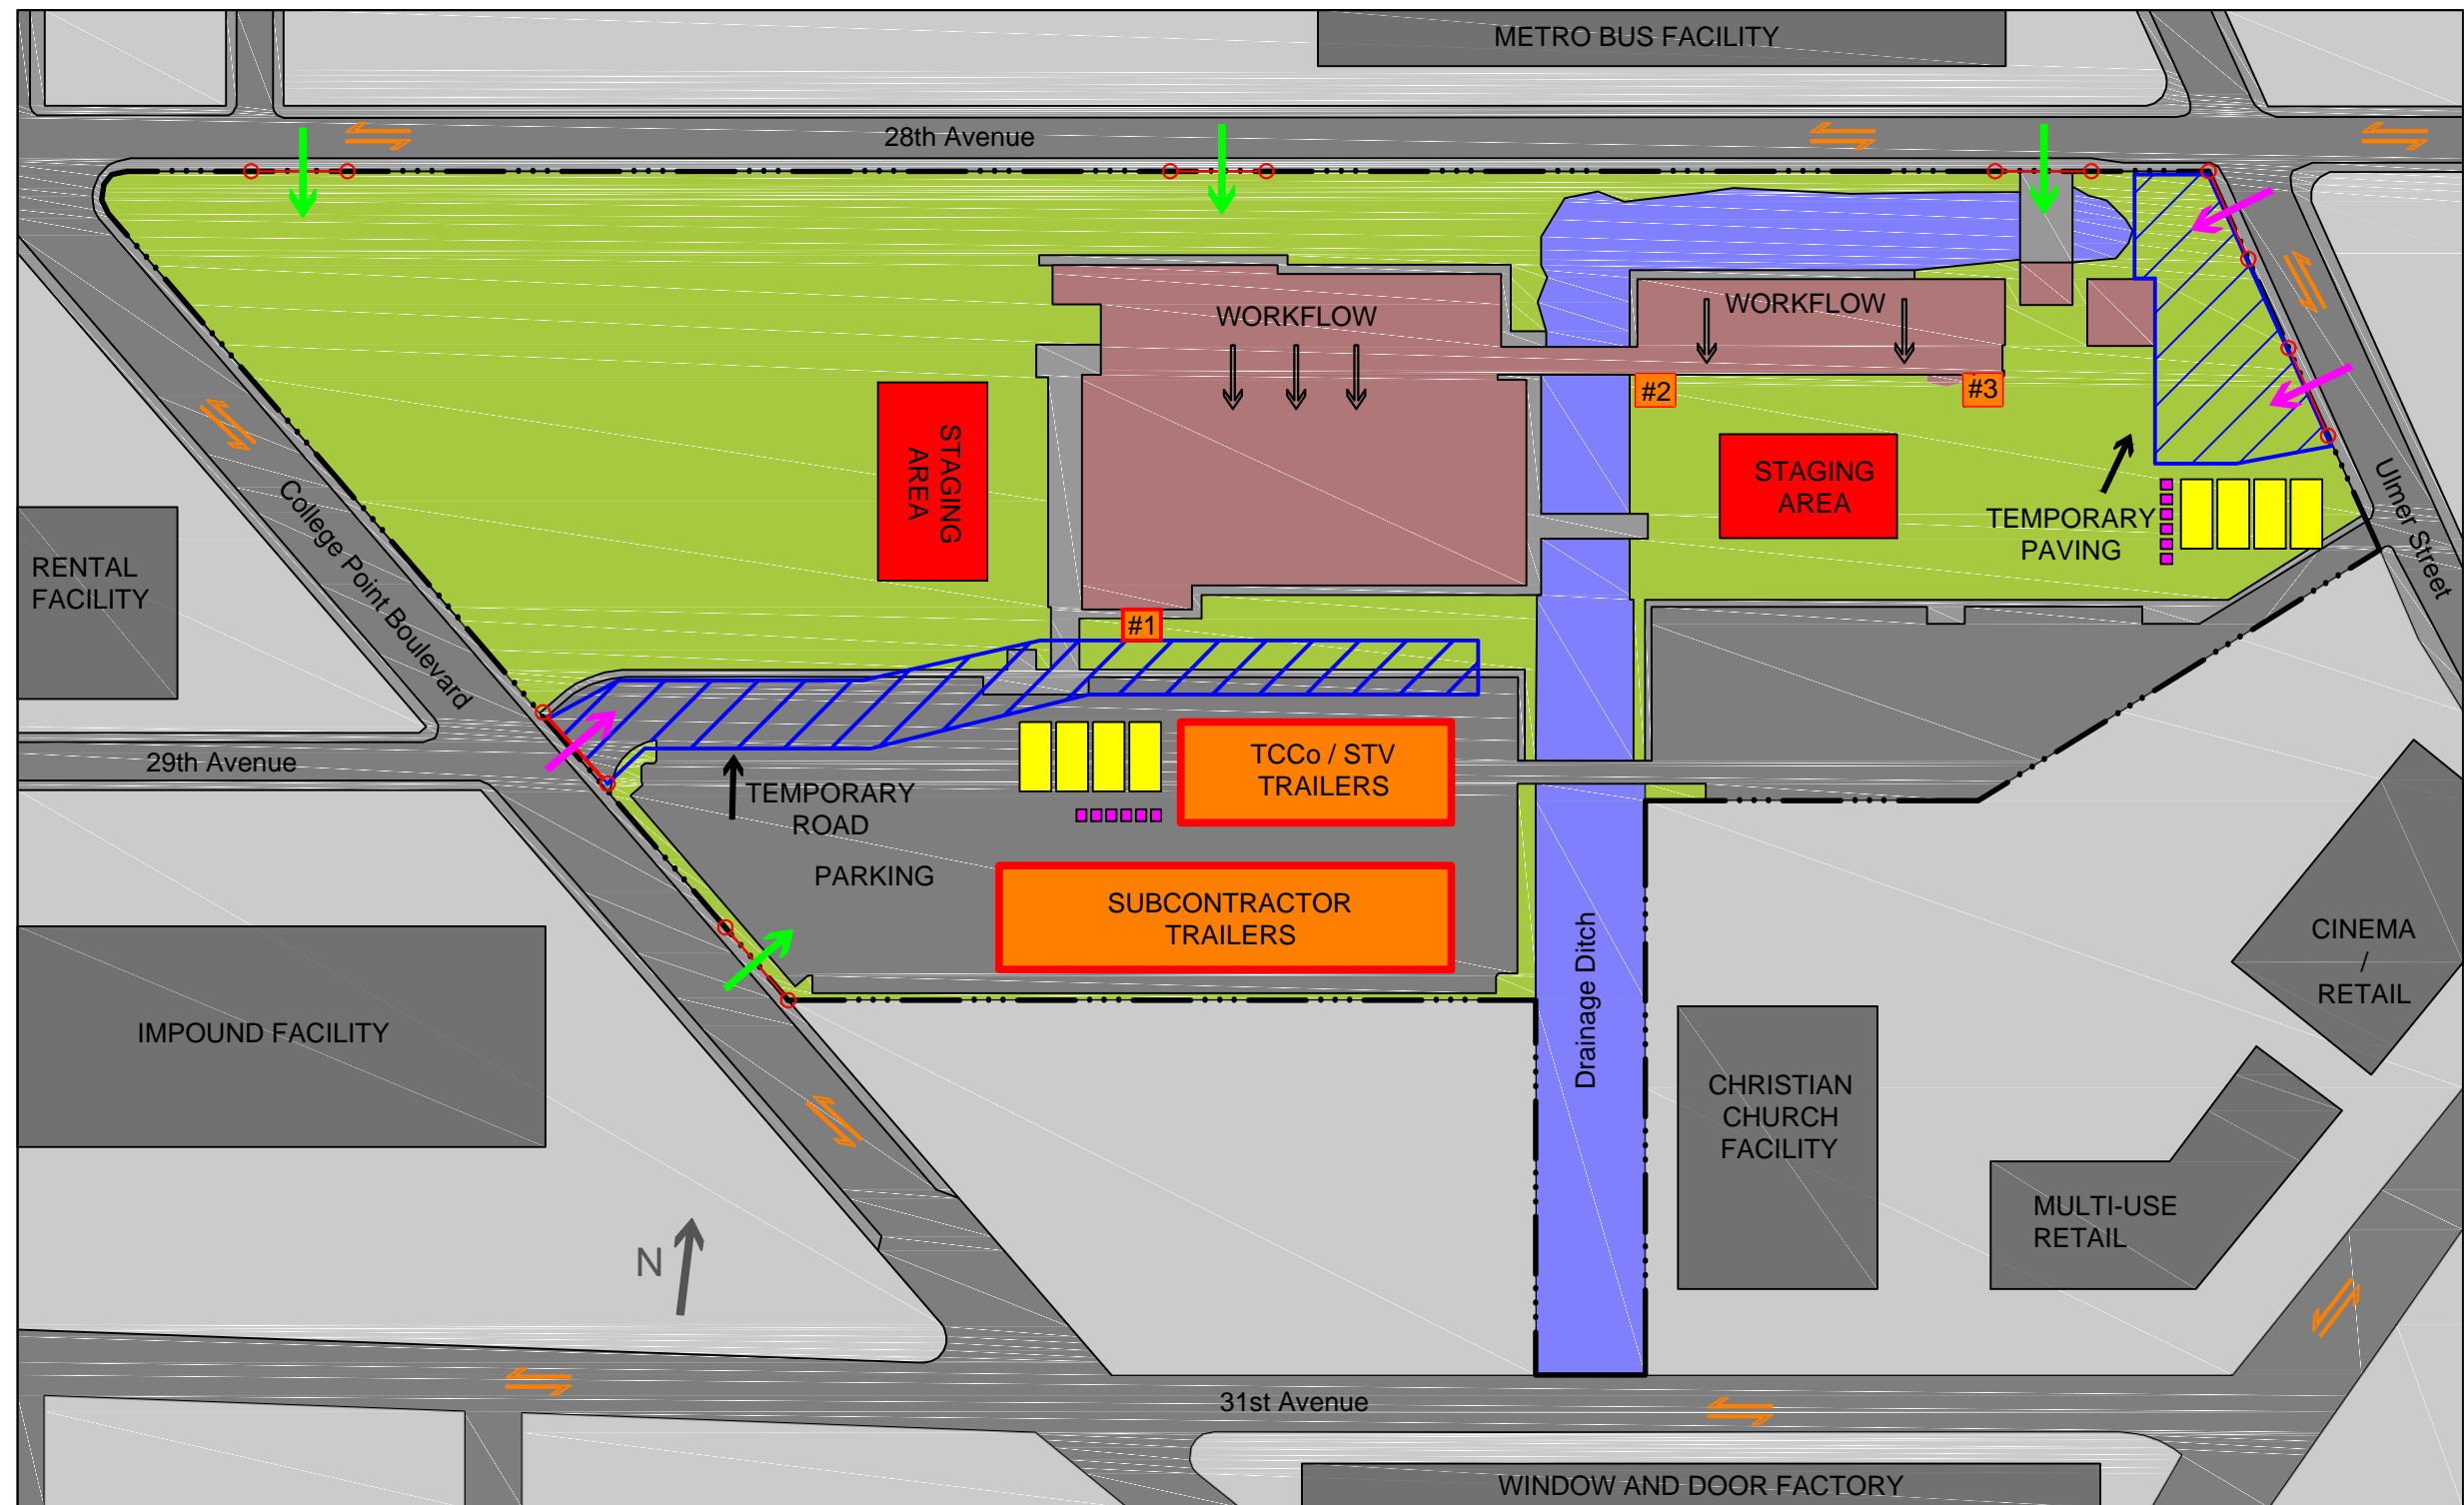 METRO BUS FACILITY
28th Avenue
WORKFLOW
WORKFLOW
#2
#3
STAGING
AREA
STAGING
AREA
TEMPORARY
PAVING
Ulmer Street
College Point Boulevard
RENTAL
FACILITY
#1
29th Avenue
TCCo / STV
TRAILERS
TEMPORARY
ROAD
PARKING
SUBCONTRACTOR
TRAILERS
Drainage Ditch
CINEMA
/
RETAIL
IMPOUND FACILITY
CHRISTIAN
CHURCH
FACILITY
MULTI-USE
RETAIL
N
31st Avenue
WINDOW AND DOOR FACTORY